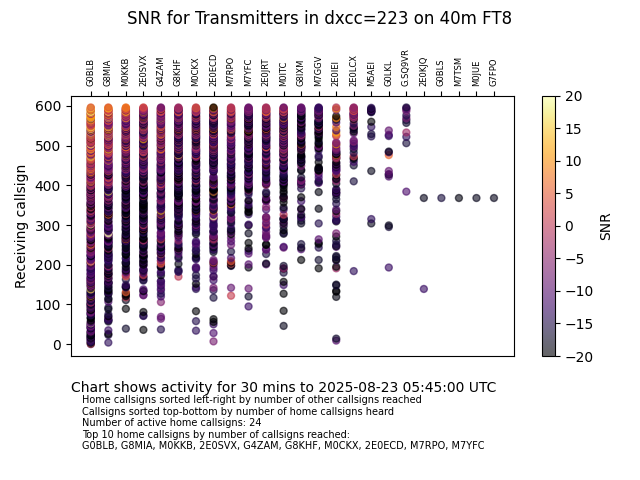 SNR for Transmitters in dxcc=223 on 40m FT8
G0BLB G8MIA M0KKB 2E0SVX G4ZAM G8KHF M0CKX 2E0ECD M7RPO M7YFC 2E0JRT M0ITC G8IXM M7GGV 2E0IEI 2E0LCX M5AEI G0LKL G.SQ9VR 2E0KJQ G0BLS M7TSM M0JUE G7FPO
600
500
400
300
200
100
0
Receiving callsign
20
15
10
5
0
−5
−10
−15
−20
SNR
Chart shows activity for 30 mins to 2025-08-23 05:45:00 UTC
Home callsigns sorted left-right by number of other callsigns reached
Callsigns sorted top-bottom by number of home callsigns heard
Number of active home callsigns: 24
Top 10 home callsigns by number of callsigns reached:
G0BLB, G8MIA, M0KKB, 2E0SVX, G4ZAM, G8KHF, M0CKX, 2E0ECD, M7RPO, M7YFC